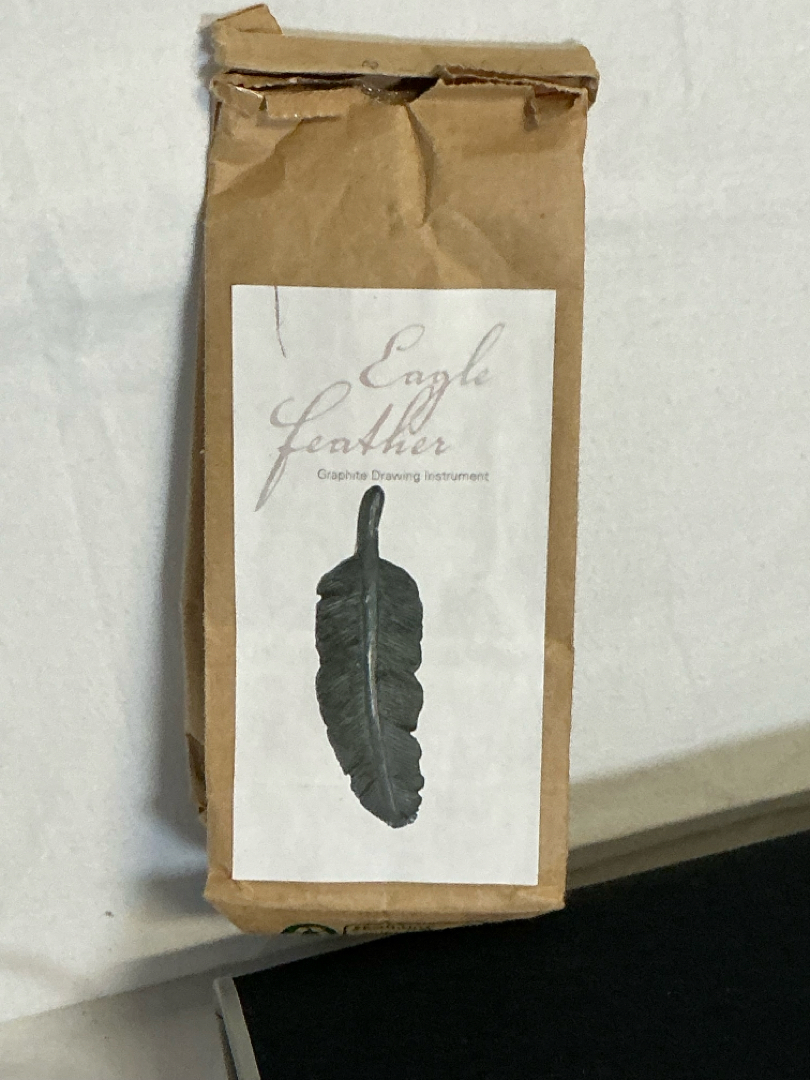 Eagle
feather
Graphite Drawing Instrument